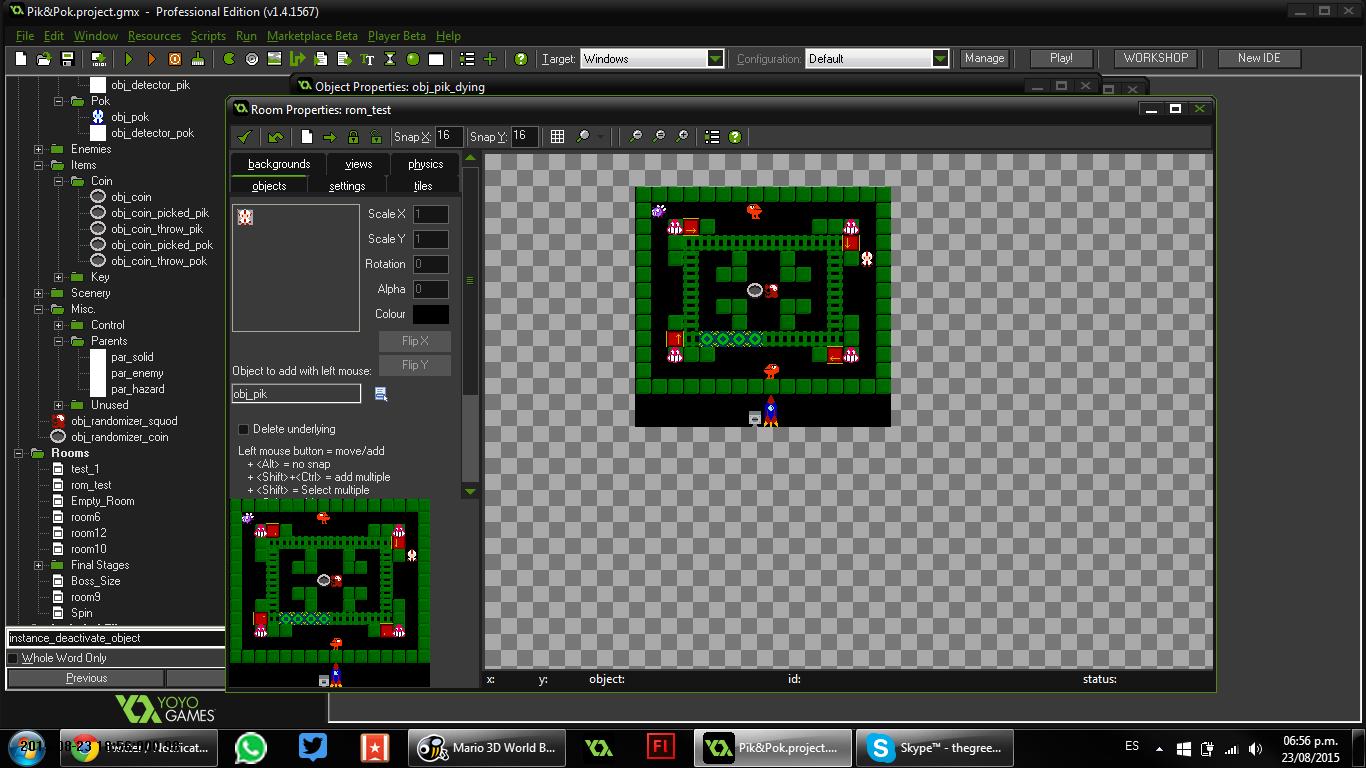 Pik&Pok.project.gmx - Professional Edition (v1.4.1567)
File Edit Window Resources Scripts Run Marketplace Beta Player Beta Help
Target: Windows Configuration: Default Manage Play! WORKSHOP New IDE
obj_detector_pik
Pok
obj_pok
obj_detector_pok
Enemies
Items
Coin
obj_coin
obj_coin_picked_pik
obj_coin_throw_pik
obj_coin_picked_pok
obj_coin_throw_pok
Key
Scenery
Misc.
Control
Parents
par_solid
par_enemy
par_hazard
Unused
obj_randomizer_squod
obj_randomizer_coin
Rooms
test_1
rom_test
Empty_Room
room6
room12
room10
Final Stages
Boss_Size
room9
Spin
instance_deactivate_object
Whole Word Only
Previous
YOYO
GAMES
Object Properties: obj_pik_dying
Room Properties: rom_test
Snap X: 16 Snap Y: 16
backgrounds views physics
objects settings tiles
Scale X 1
Scale Y 1
Rotation 0
Alpha 0
Colour
Flip X
Flip Y
Object to add with left mouse:
obj_pik
Delete underlying
Left mouse button = move/add
+ <Alt> = no snap
+ <Shift>+<Ctrl> = add multiple
+ <Shift> = Select multiple
x: y: object: id: status:
Mario 3D World B...
Fl
Pik&Pok.project....
Skype™ - thegree...
ES
06:56 p.m.
23/08/2015